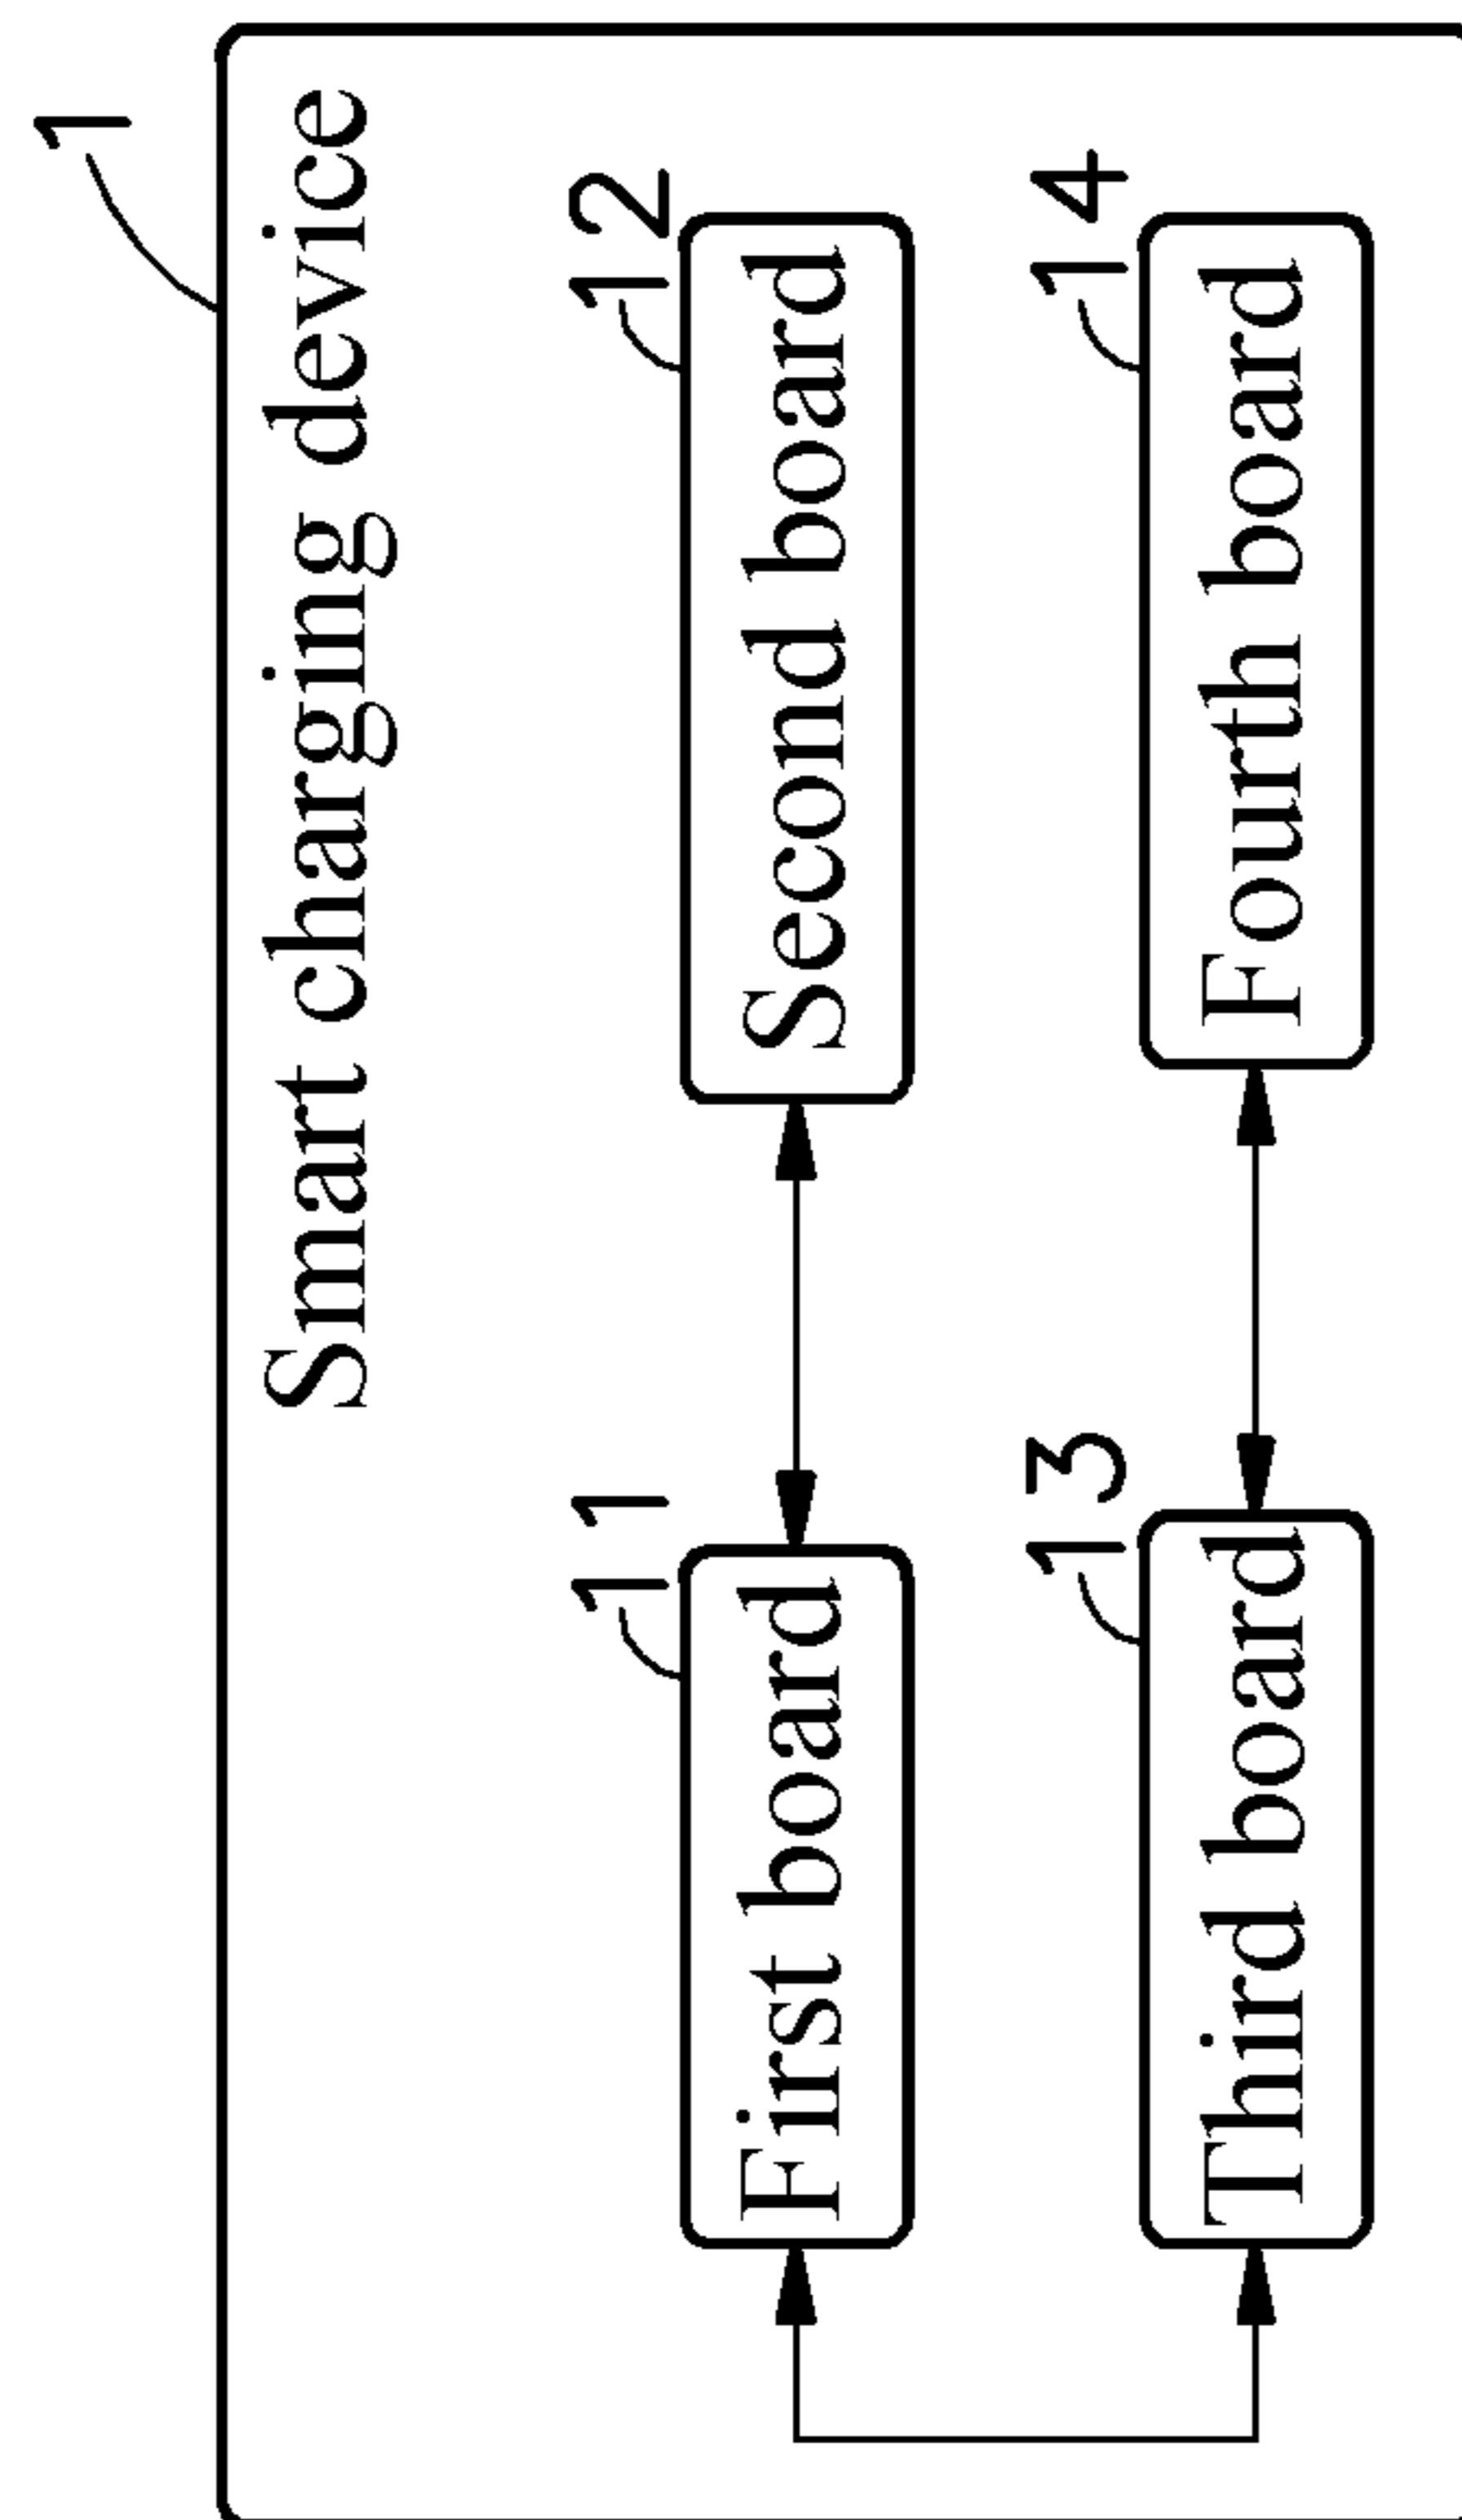 1
Smart charging device
11
12
First board
Second board
13
14
Third board
Fourth board